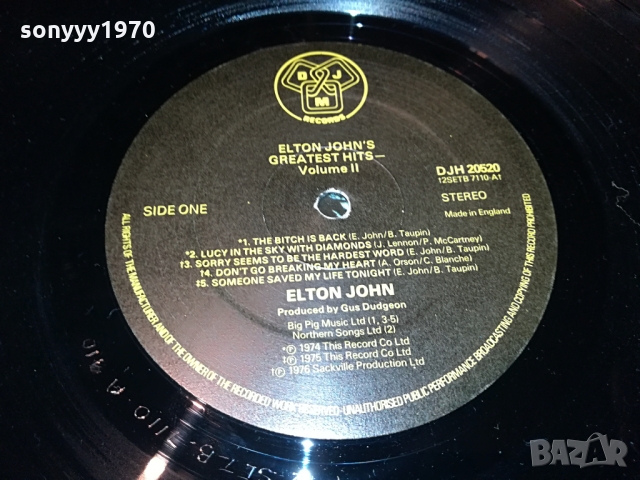 sonyyy1970
D J M
RECORDS
ELTON JOHN'S
GREATEST HITS—
Volume II
DJH 20520
12SETB 7110-A1
SIDE ONE
STEREO
Made in England
*1. THE BITCH IS BACK (E. John/B. Taupin)
*2. LUCY IN THE SKY WITH DIAMONDS (J. Lennon/P. McCartney)
†3. SORRY SEEMS TO BE THE HARDEST WORD (E. John/B. Taupin)
†4. DON'T GO BREAKING MY HEART (A. Orson/C. Blanche)
‡5. SOMEONE SAVED MY LIFE TONIGHT (E. John/B. Taupin)
ELTON JOHN
Produced by Gus Dudgeon
Big Pig Music Ltd (1, 3-5)
Northern Songs Ltd (2)
*℗ 1974 This Record Co Ltd
‡℗ 1975 This Record Co Ltd
†℗ 1976 Sackville Production Ltd
ALL RIGHTS OF THE MANUFACTURER AND OF THE OWNER OF THE RECORDED WORK RESERVED-UNAUTHORISED PUBLIC PERFORMANCE BROADCASTING AND COPYING OF THIS RECORD PROHIBITED
BAZAR